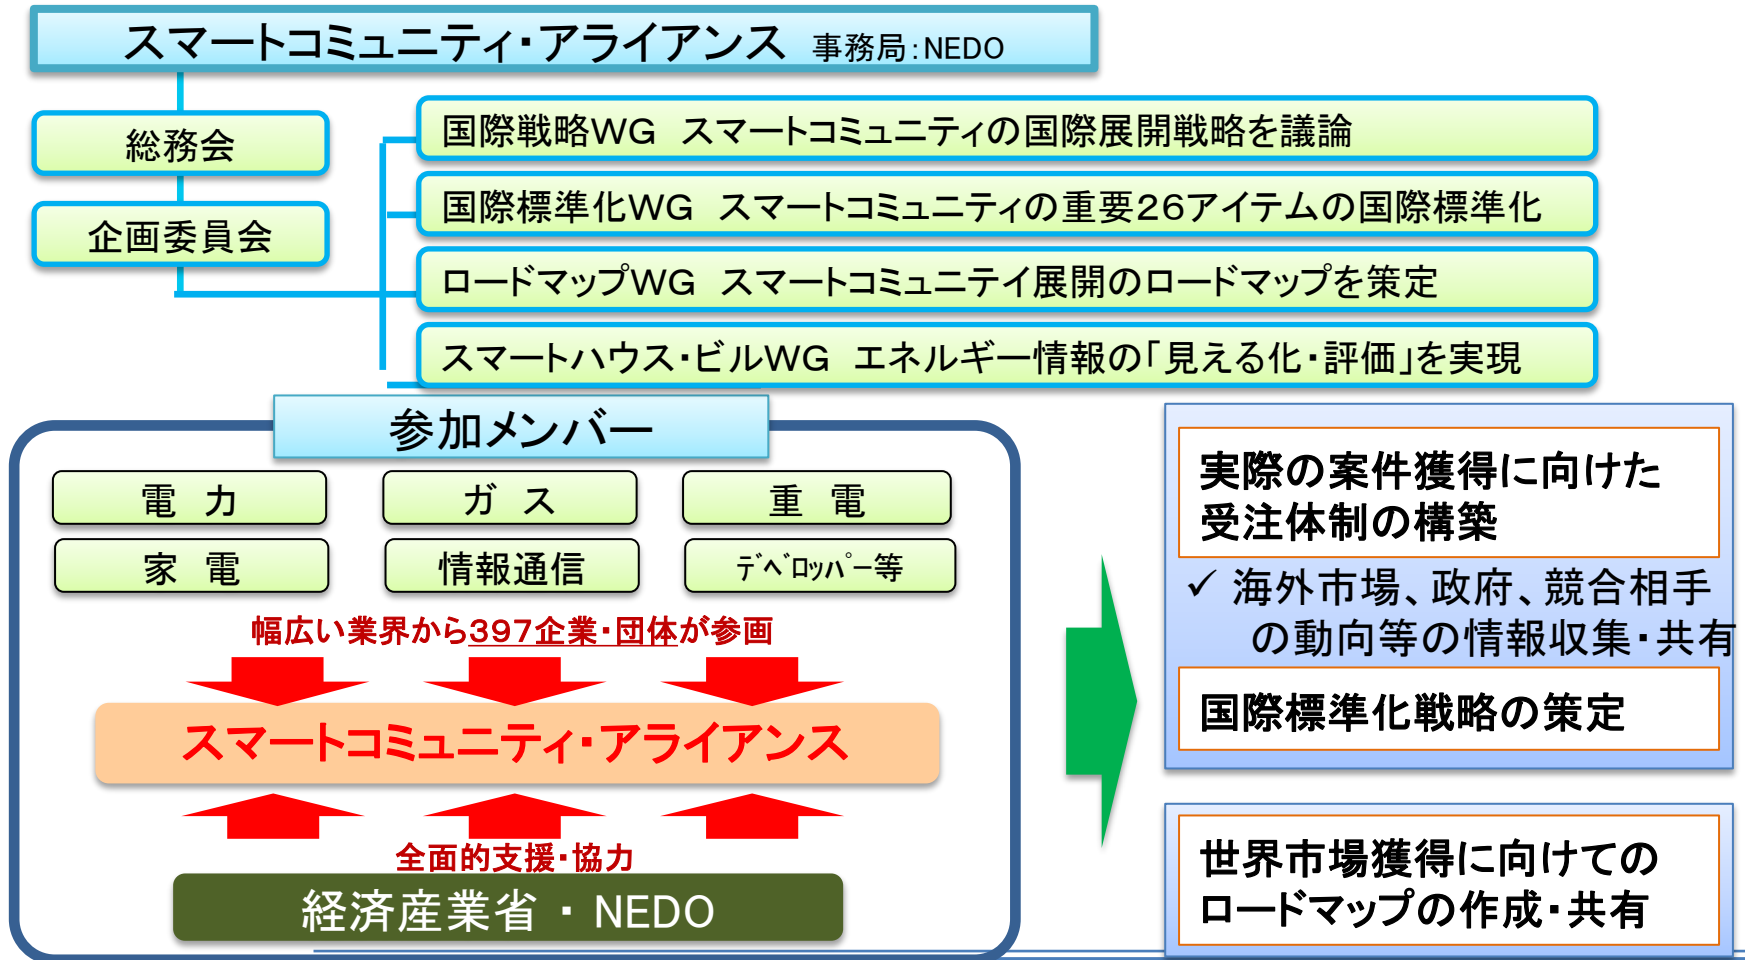 スマートコミュニティ・アライアンス 事務局:NEDO
総務会
企画委員会
国際戦略WG スマートコミュニティの国際展開戦略を議論
国際標準化WG スマートコミュニティの重要26アイテムの国際標準化
ロードマップWG スマートコミュニテイ展開のロードマップを策定
スマートハウス・ビルWG エネルギー情報の「見える化・評価」を実現
参加メンバー
電 力
ガ ス
重 電
家 電
情報通信
ﾃﾞﾍﾞﾛｯﾊﾟｰ等
幅広い業界から397企業・団体が参画
スマートコミュニティ・アライアンス
全面的支援・協力
経済産業省 ・ NEDO
実際の案件獲得に向けた
受注体制の構築
✓ 海外市場、政府、競合相手
の動向等の情報収集・共有
国際標準化戦略の策定
世界市場獲得に向けての
ロードマップの作成・共有